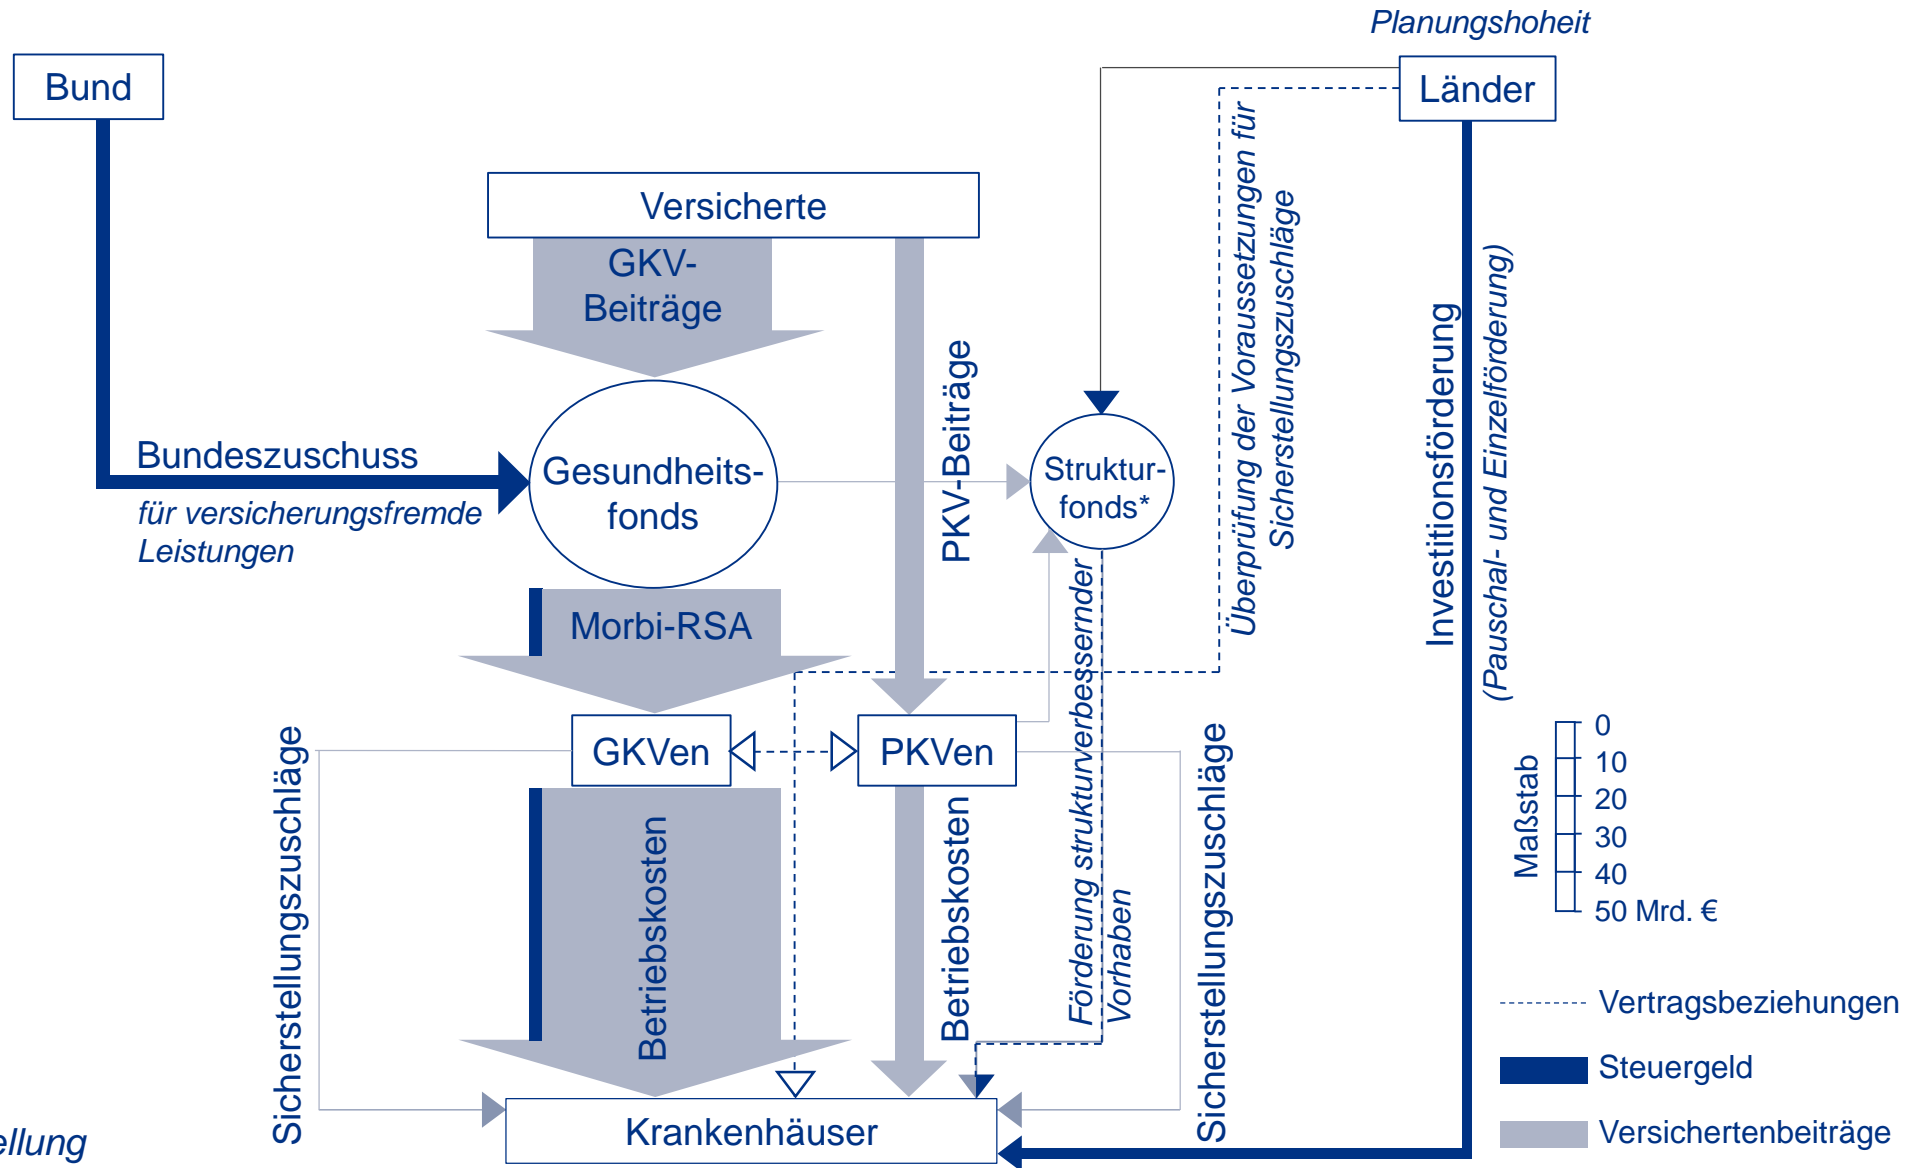 Planungshoheit
Bund
Länder
Versicherte
GKV-
Beiträge
PKV-Beiträge
Überprüfung der Voraussetzungen für
Sicherstellungszuschläge
Investitionsförderung
(Pauschal- und Einzelförderung)
Bundeszuschuss
für versicherungsfremde
Leistungen
Gesundheits-
fonds
Struktur-
fonds*
Morbi-RSA
Förderung strukturverbessernder
Vorhaben
GKVen
PKVen
Sicherstellungszuschläge
Betriebskosten
Betriebskosten
Sicherstellungszuschläge
Krankenhäuser
Maßstab
0
10
20
30
40
50 Mrd. €
Vertragsbeziehungen
Steuergeld
Versichertenbeiträge
ellung